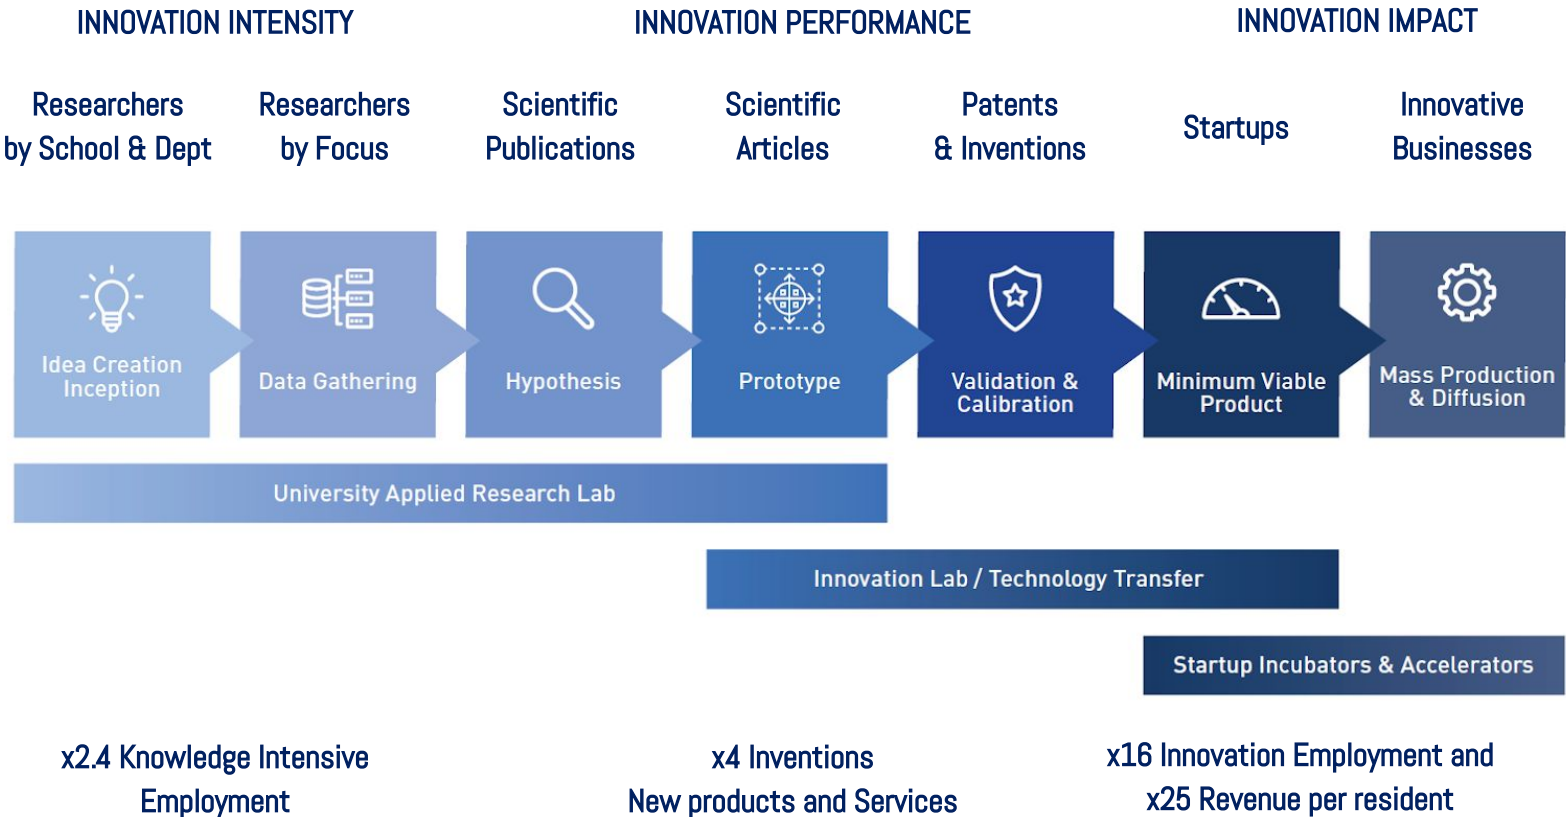 INNOVATION INTENSITY
INNOVATION PERFORMANCE
INNOVATION IMPACT
Researchers
by School & Dept
Researchers
by Focus
Scientific
Publications
Scientific
Articles
Patents
& Inventions
Startups
Innovative
Businesses
Idea Creation
Inception
Data Gathering
Hypothesis
Prototype
Validation &
Calibration
Minimum Viable
Product
Mass Production
& Diffusion
University Applied Research Lab
Innovation Lab / Technology Transfer
Startup Incubators & Accelerators
x2.4 Knowledge Intensive
Employment
x4 Inventions
New products and Services
x16 Innovation Employment and
x25 Revenue per resident